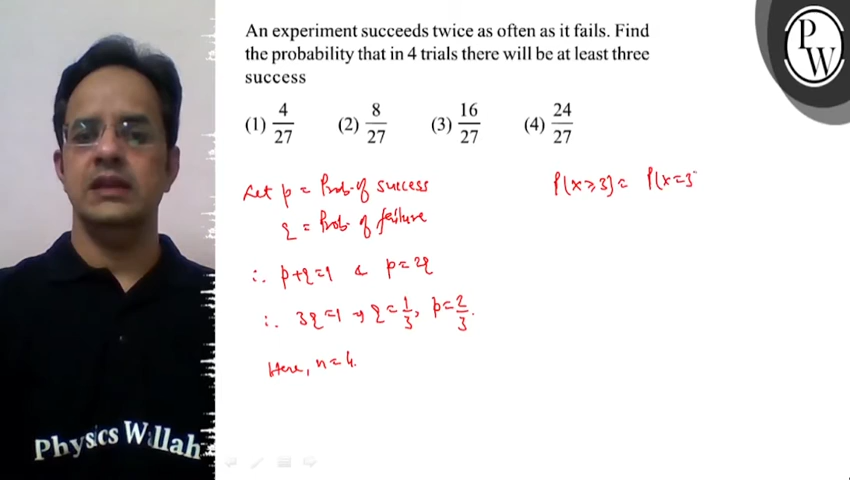 An experiment succeeds twice as often as it fails. Find
the probability that in 4 trials there will be at least three
success
(1) 4/27 (2) 8/27 (3) 16/27 (4) 24/27
Let p = Prob. of success
q = Prob. of failure
∴ p+q=1 & p=2q
∴ 3q=1 ⇒ q=1/3, p=2/3.
Here, n=4.
P(x≥3) = P(x=3
PW
Physics Wallah